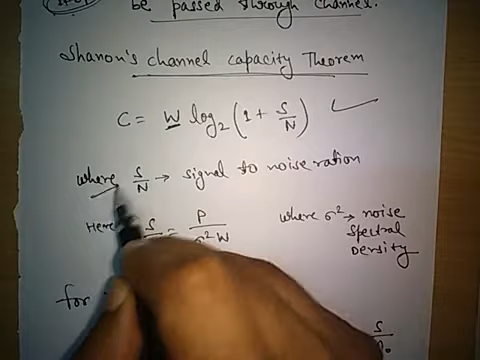 be passed through channel.
Shanon's channel capacity Theorem
C = W log₂ (1 + S/N)
where S/N → signal to noise ration
Here S = P/σ²W where σ² → noise
spectral
density
for
S